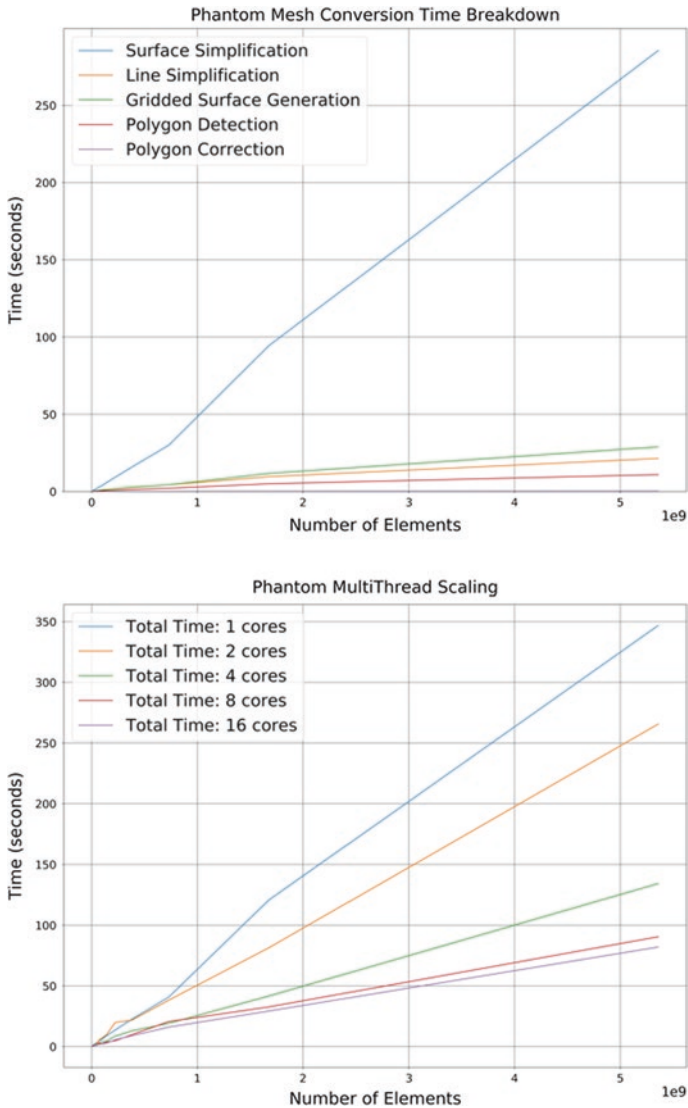 Phantom Mesh Conversion Time Breakdown
Surface Simplification
Line Simplification
Gridded Surface Generation
Polygon Detection
Polygon Correction
Time (seconds)
250
200
150
100
50
0
0 1 2 3 4 5
1e9
Number of Elements
Phantom MultiThread Scaling
Total Time: 1 cores
Total Time: 2 cores
Total Time: 4 cores
Total Time: 8 cores
Total Time: 16 cores
Time (seconds)
350
300
250
200
150
100
50
0
0 1 2 3 4 5
1e9
Number of Elements